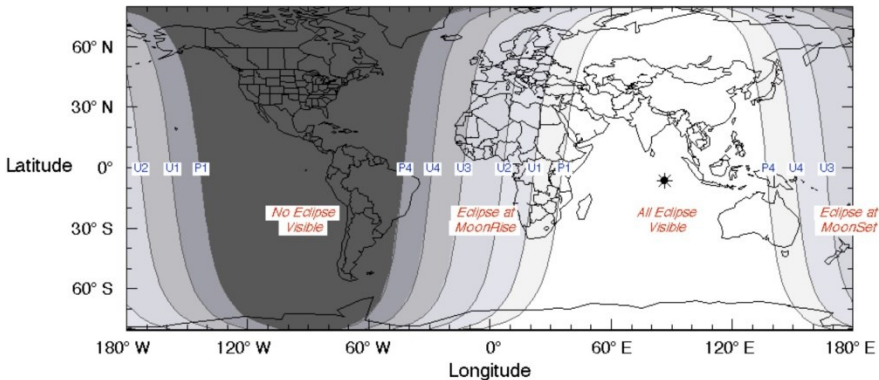 60° N
30° N
Latitude
0°
30° S
60° S
U2 U1 P1 P4 U4 U3 U2 U1 P1 P4 U4 U3
No Eclipse
Visible
Eclipse at
MoonRise
All Eclipse
Visible
Eclipse at
MoonSet
180° W 120° W 60° W 0° 60° E 120° E 180° E
Longitude